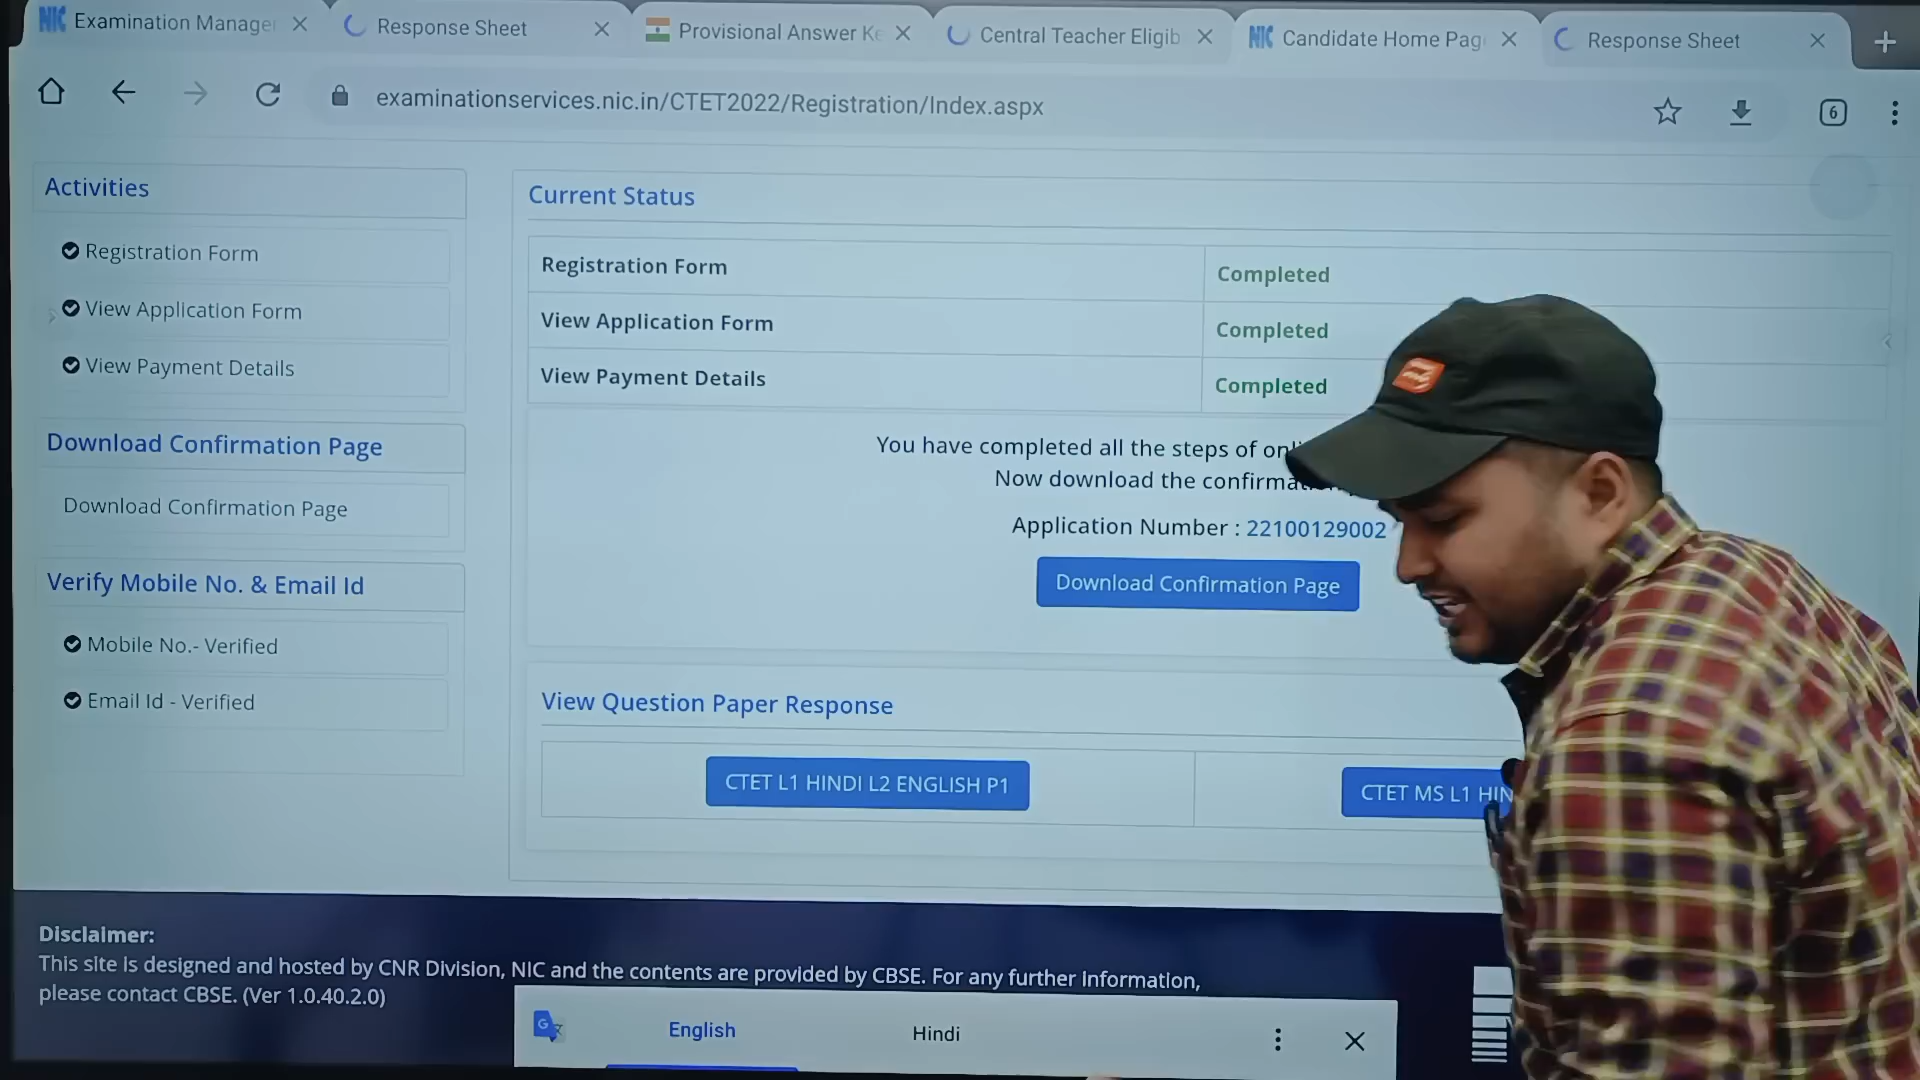 NIC Examination Manage
Response Sheet
Provisional Answer Ke
Central Teacher Eligib
NIC Candidate Home Pag
Response Sheet
examinationservices.nic.in/CTET2022/Registration/Index.aspx
6
Activities
Registration Form
View Application Form
View Payment Details
Download Confirmation Page
Download Confirmation Page
Verify Mobile No. & Email Id
Mobile No.- Verified
Email Id - Verified
Current Status
Registration Form Completed
View Application Form Completed
View Payment Details Completed
You have completed all the steps of onl
Now download the confirma
Application Number : 22100129002
Download Confirmation Page
View Question Paper Response
CTET L1 HINDI L2 ENGLISH P1
CTET MS L1 HIN
Disclaimer:
This site is designed and hosted by CNR Division, NIC and the contents are provided by CBSE. For any further information,
please contact CBSE. (Ver 1.0.40.2.0)
G
English
Hindi